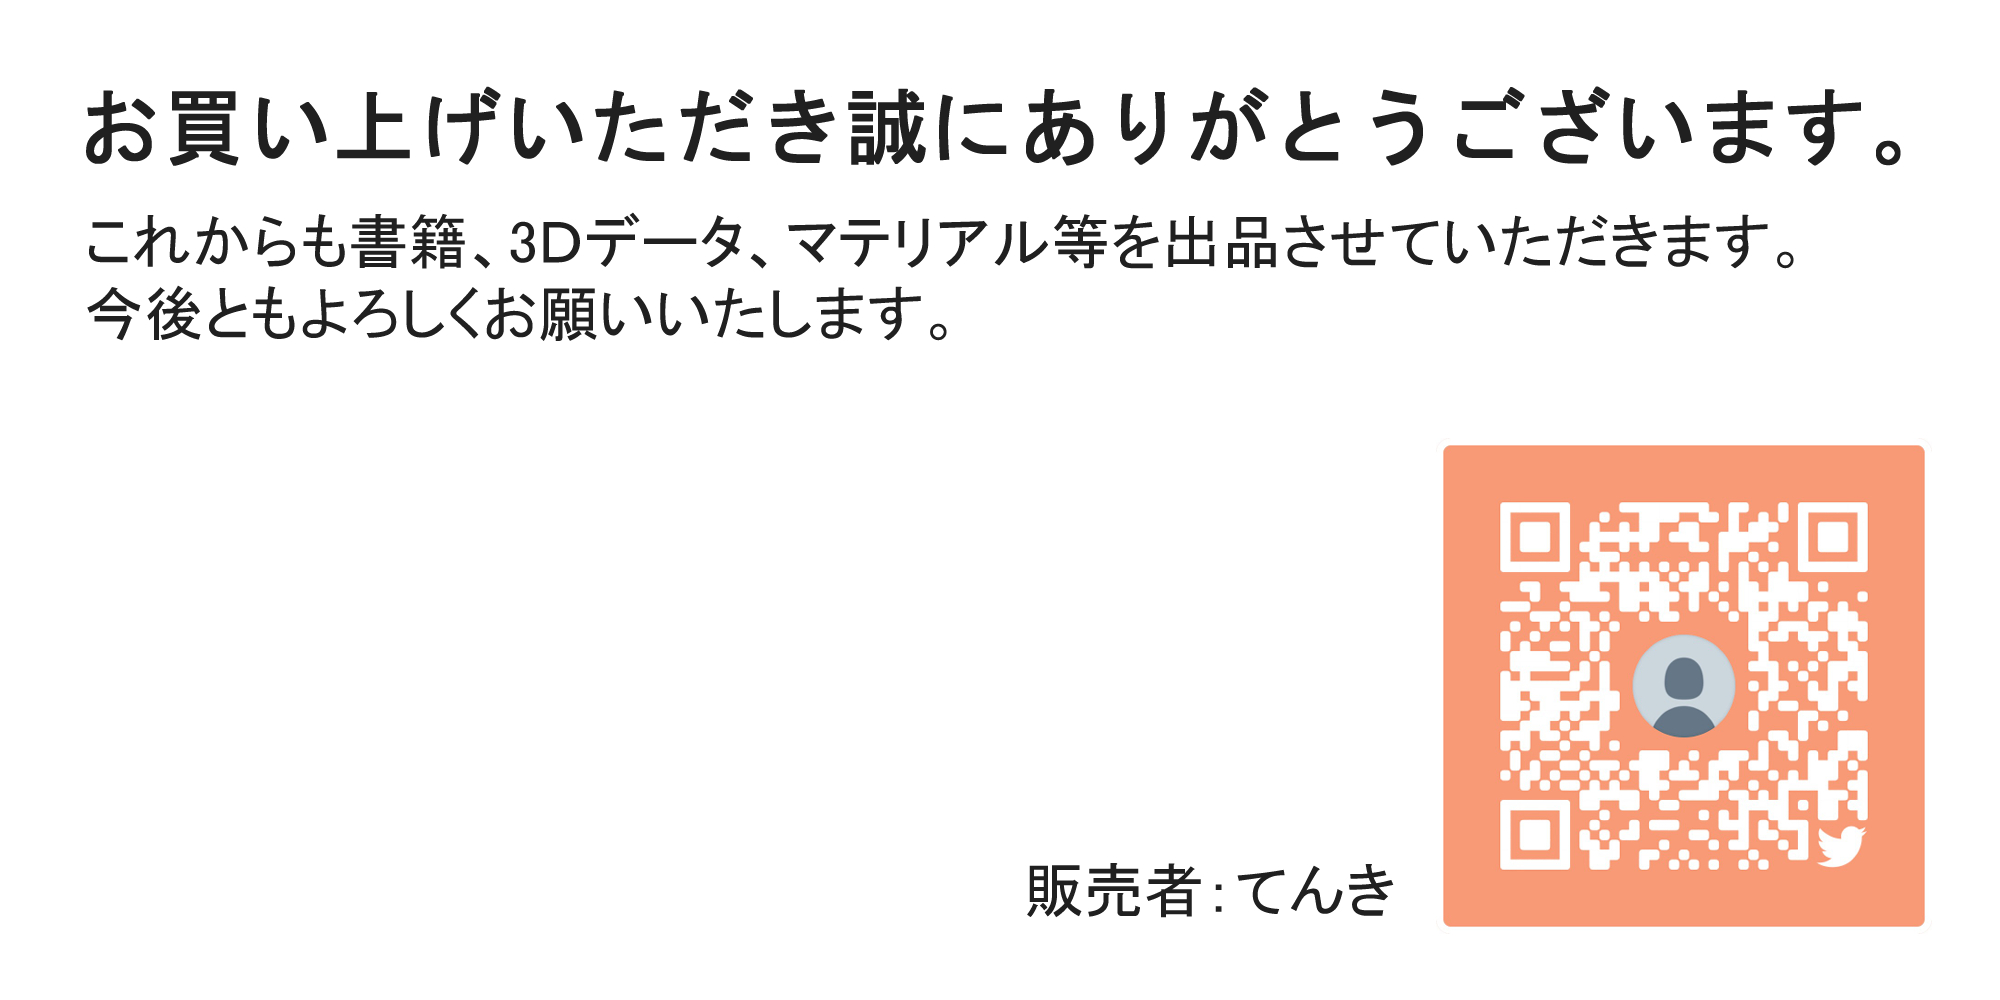 お買い上げいただき誠にありがとうございます。
これからも書籍、3Dデータ、マテリアル等を出品させていただきます。
今後ともよろしくお願いいたします。
販売者：てんき